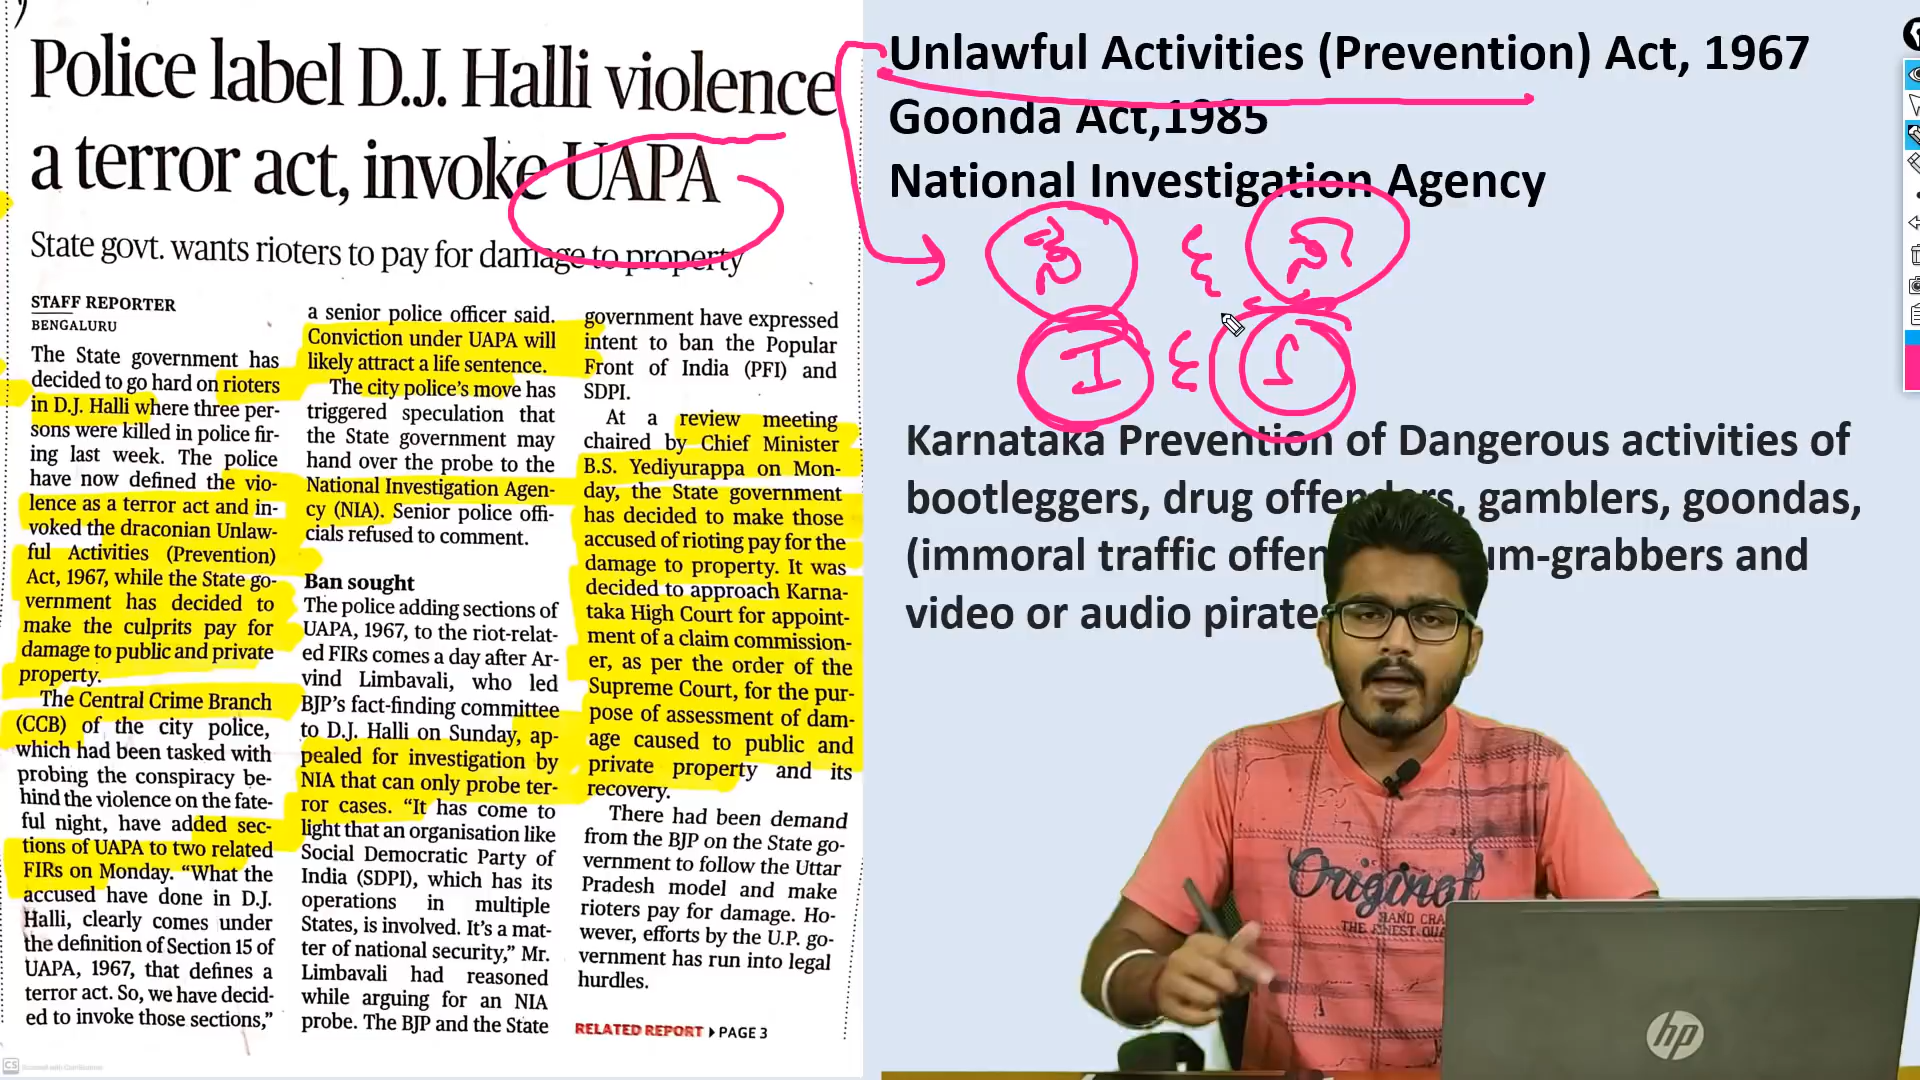 Police label D.J. Halli violence
a terror act, invoke UAPA
State govt. wants rioters to pay for damage to property
STAFF REPORTER
BENGALURU
The State government has
decided to go hard on rioters
in D.J. Halli where three per-
sons were killed in police fir-
ing last week. The police
have now defined the vio-
lence as a terror act and in-
voked the draconian Unlaw-
ful Activities (Prevention)
Act, 1967, while the State go-
vernment has decided to
make the culprits pay for
damage to public and private
property.
The Central Crime Branch
(CCB) of the city police,
which had been tasked with
probing the conspiracy be-
hind the violence on the fate-
ful night, have added sec-
tions of UAPA to two related
FIRs on Monday. “What the
accused have done in D.J.
Halli, clearly comes under
the definition of Section 15 of
UAPA, 1967, that defines a
terror act. So, we have decid-
ed to invoke those sections,”
a senior police officer said.
Conviction under UAPA will
likely attract a life sentence.
The city police’s move has
triggered speculation that
the State government may
hand over the probe to the
National Investigation Agen-
cy (NIA). Senior police offi-
cials refused to comment.
Ban sought
The police adding sections of
UAPA, 1967, to the riot-relat-
ed FIRs comes a day after Ar-
vind Limbavali, who led
BJP’s fact-finding committee
to D.J. Halli on Sunday, ap-
pealed for investigation by
NIA that can only probe ter-
ror cases. “It has come to
light that an organisation like
Social Democratic Party of
India (SDPI), which has its
operations in multiple
States, is involved. It’s a mat-
ter of national security,” Mr.
Limbavali had reasoned
while arguing for an NIA
probe. The BJP and the State
government have expressed
intent to ban the Popular
Front of India (PFI) and
SDPI.
At a review meeting
chaired by Chief Minister
B.S. Yediyurappa on Mon-
day, the State government
has decided to make those
accused of rioting pay for the
damage to property. It was
decided to approach Karna-
taka High Court for appoint-
ment of a claim commission-
er, as per the order of the
Supreme Court, for the pur-
pose of assessment of dam-
age caused to public and
private property and its
recovery.
There had been demand
from the BJP on the State go-
vernment to follow the Uttar
Pradesh model and make
rioters pay for damage. Ho-
wever, efforts by the U.P. go-
vernment has run into legal
hurdles.
RELATED REPORT PAGE 3
CS Scanned with CamScanner
Unlawful Activities (Prevention) Act, 1967
Goonda Act,1985
National Investigation Agency
Karnataka Prevention of Dangerous activities of
bootleggers, drug offenders, gamblers, goondas,
(immoral traffic um-grabbers and
video or audio pirates
Original
HAND CRA
THE FINEST QUA
hp